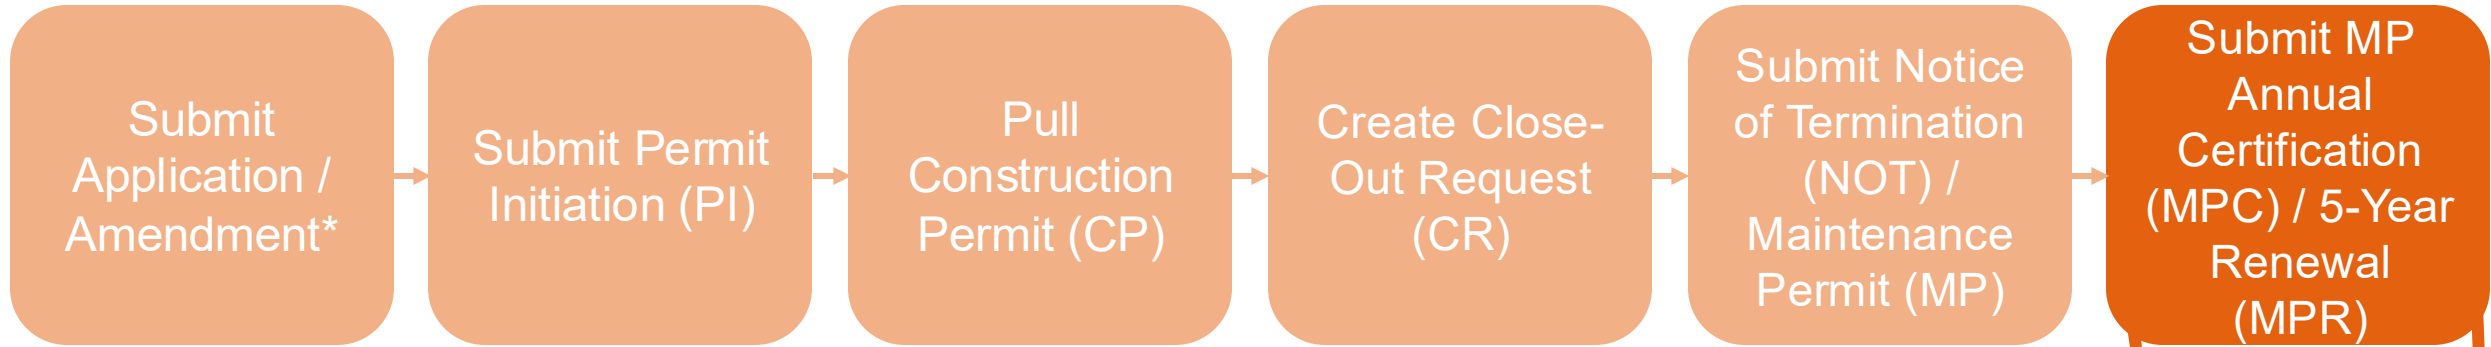 Submit
Application /
Amendment*
Submit Permit
Initiation (PI)
Pull
Construction
Permit (CP)
Create Close-
Out Request
(CR)
Submit Notice
of Termination
(NOT) /
Maintenance
Permit (MP)
Submit MP
Annual
Certification
(MPC) / 5-Year
Renewal
(MPR)